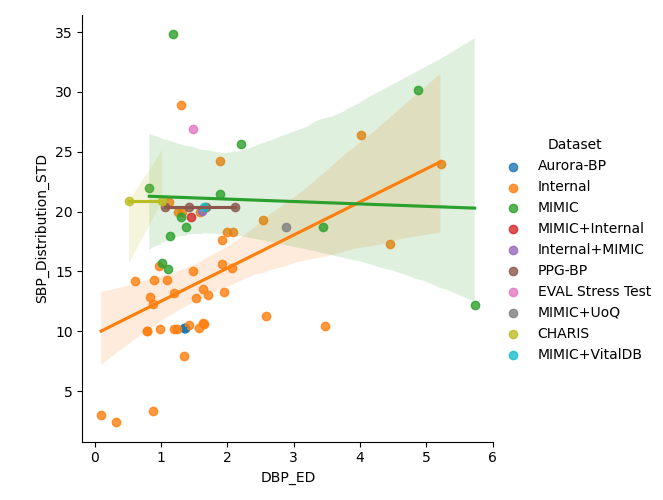 35
30
25
20
15
10
5
SBP_Distribution_STD
0 1 2 3 4 5 6
DBP_ED
Dataset
Aurora-BP
Internal
MIMIC
MIMIC+Internal
Internal+MIMIC
PPG-BP
EVAL Stress Test
MIMIC+UoQ
CHARIS
MIMIC+VitalDB